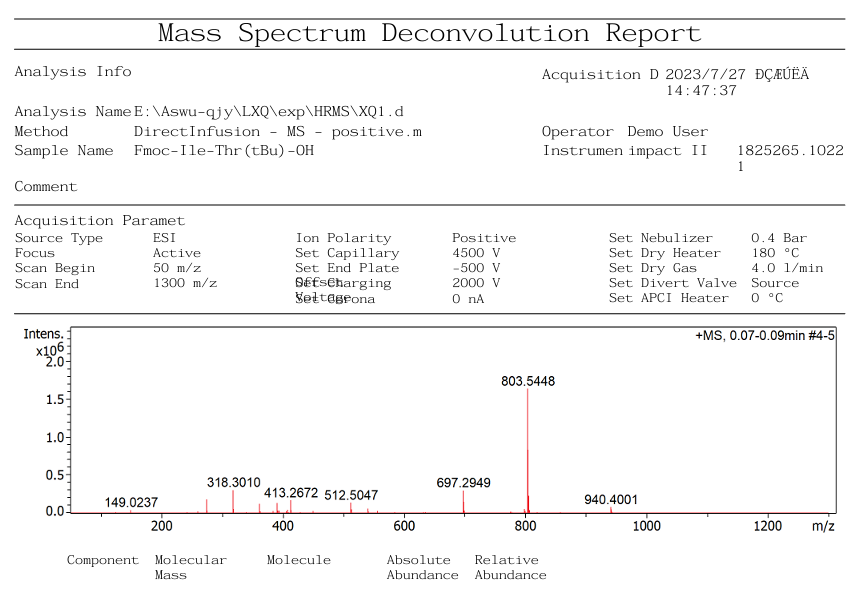 Mass Spectrum Deconvolution Report
Analysis Info
Acquisition D 2023/7/27 ÐÇÆÚËÄ
14:47:37
Analysis Name E:\Aswu-qjy\LXQ\exp\HRMS\XQ1.d
Method DirectInfusion - MS - positive.m Operator Demo User
Sample Name Fmoc-Ile-Thr(tBu)-OH Instrumen impact II 1825265.1022
1
Comment
Acquisition Paramet
Source Type ESI Ion Polarity Positive Set Nebulizer 0.4 Bar
Focus Active Set Capillary 4500 V Set Dry Heater 180 °C
Scan Begin 50 m/z Set End Plate -500 V Set Dry Gas 4.0 l/min
Scan End 1300 m/z Offset Set Charging 2000 V Set Divert Valve Source
Voltage Set Corona 0 nA Set APCI Heater 0 °C
Intens.
x10^6
+MS, 0.07-0.09min #4-5
2.0
803.5448
1.5
1.0
0.5
318.3010
697.2949
413.2672
512.5047
149.0237
940.4001
0.0
200 400 600 800 1000 1200 m/z
Component Molecular Molecule Absolute Relative
Mass Abundance Abundance